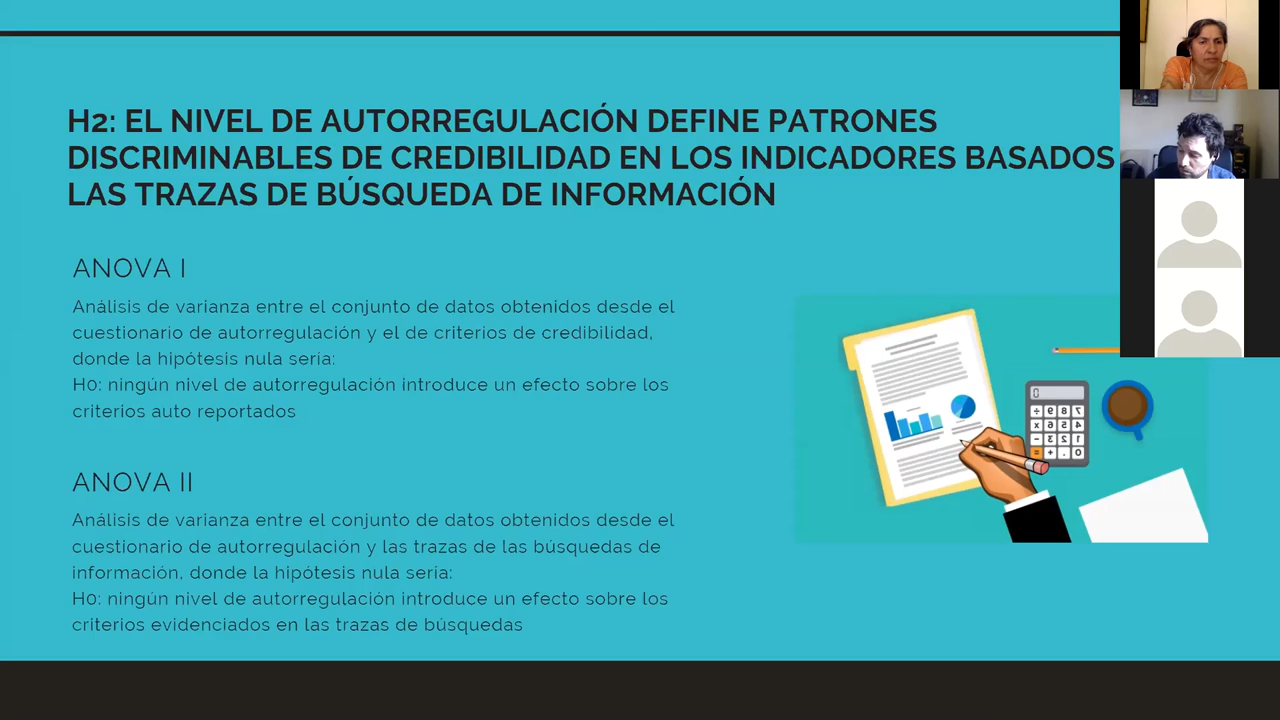 H2: EL NIVEL DE AUTORREGULACIÓN DEFINE PATRONES
DISCRIMINABLES DE CREDIBILIDAD EN LOS INDICADORES BASADOS
LAS TRAZAS DE BÚSQUEDA DE INFORMACIÓN
ANOVA I
Análisis de varianza entre el conjunto de datos obtenidos desde el
cuestionario de autorregulación y el de criterios de credibilidad,
donde la hipótesis nula sería:
H0: ningún nivel de autorregulación introduce un efecto sobre los
criterios auto reportados
ANOVA II
Análisis de varianza entre el conjunto de datos obtenidos desde el
cuestionario de autorregulación y las trazas de las búsquedas de
información, donde la hipótesis nula sería:
H0: ningún nivel de autorregulación introduce un efecto sobre los
criterios evidenciados en las trazas de búsquedas